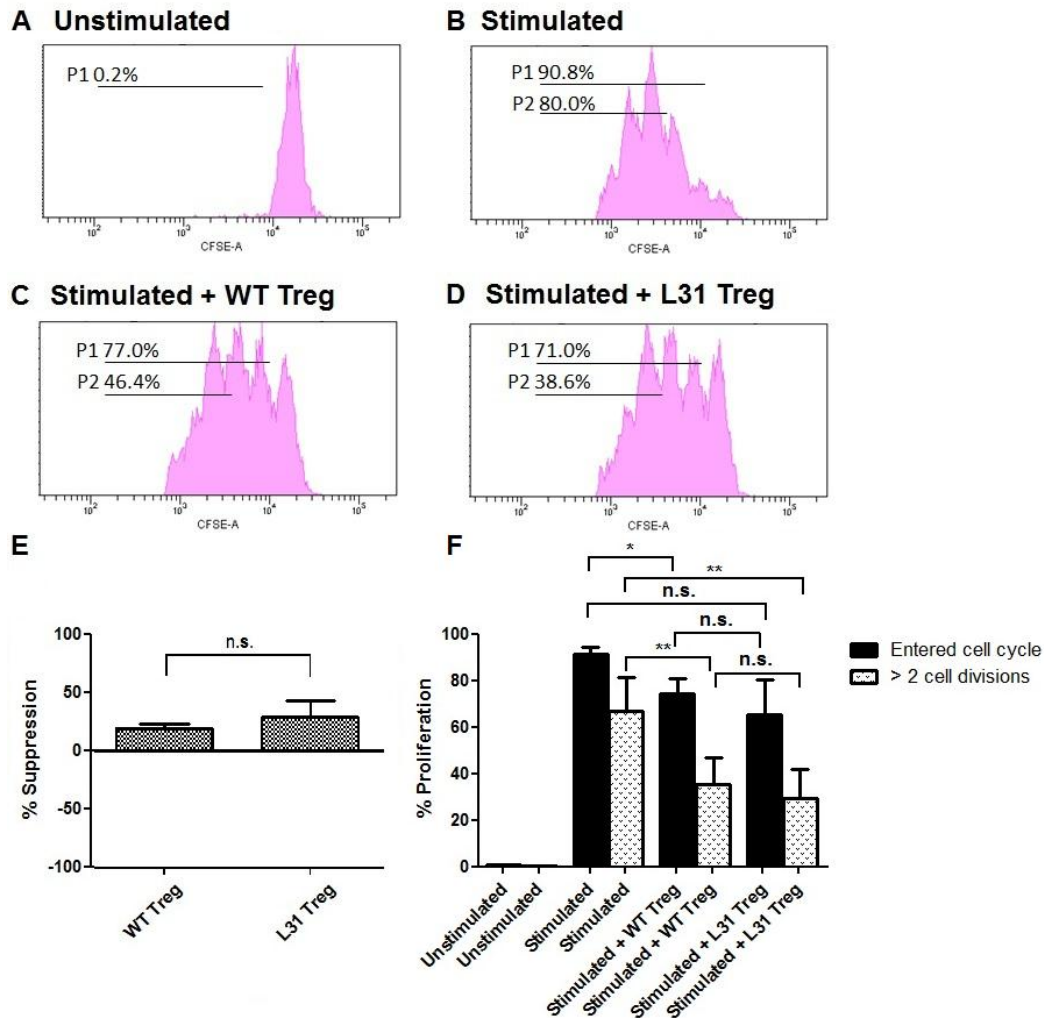 A Unstimulated
P1 0.2%
10² 10³ 10⁴ 10⁵
CFSE-A
B Stimulated
P1 90.8%
P2 80.0%
10² 10³ 10⁴ 10⁵
CFSE-A
C Stimulated + WT Treg
P1 77.0%
P2 46.4%
10² 10³ 10⁴ 10⁵
CFSE-A
D Stimulated + L31 Treg
P1 71.0%
P2 38.6%
10² 10³ 10⁴ 10⁵
CFSE-A
E
% Suppression
100
50
0
-50
-100
n.s.
WT Treg
L31 Treg
F
*
**
n.s.
n.s.
**
n.s.
% Proliferation
100
80
60
40
20
0
Unstimulated
Unstimulated
Stimulated
Stimulated
Stimulated + WT Treg
Stimulated + WT Treg
Stimulated + L31 Treg
Stimulated + L31 Treg
Entered cell cycle
> 2 cell divisions